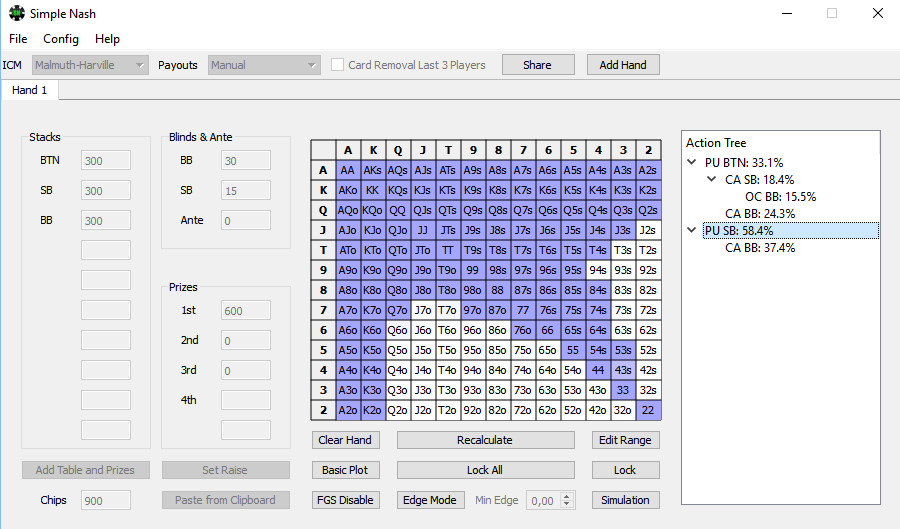 Simple Nash
File Config Help
ICM Malmuth-Harville Payouts Manual Card Removal Last 3 Players Share Add Hand
Hand 1
Stacks
BTN 300
SB 300
BB 300
Add Table and Prizes
Chips 900
Blinds & Ante
BB 30
SB 15
Ante 0
Prizes
1st 600
2nd 0
3rd 0
4th
Set Raise
Paste from Clipboard
A K Q J T 9 8 7 6 5 4 3 2
A AA AKs AQs AJs ATs A9s A8s A7s A6s A5s A4s A3s A2s
K AKo KK KQs KJs KTs K9s K8s K7s K6s K5s K4s K3s K2s
Q AQo KQo QQ QJs QTs Q9s Q8s Q7s Q6s Q5s Q4s Q3s Q2s
J AJo KJo QJo JJ JTs J9s J8s J7s J6s J5s J4s J3s J2s
T ATo KTo QTo JTo TT T9s T8s T7s T6s T5s T4s T3s T2s
9 A9o K9o Q9o J9o T9o 99 98s 97s 96s 95s 94s 93s 92s
8 A8o K8o Q8o J8o T8o 98o 88 87s 86s 85s 84s 83s 82s
7 A7o K7o Q7o J7o T7o 97o 87o 77 76s 75s 74s 73s 72s
6 A6o K6o Q6o J6o T6o 96o 86o 76o 66 65s 64s 63s 62s
5 A5o K5o Q5o J5o T5o 95o 85o 75o 65o 55 54s 53s 52s
4 A4o K4o Q4o J4o T4o 94o 84o 74o 64o 54o 44 43s 42s
3 A3o K3o Q3o J3o T3o 93o 83o 73o 63o 53o 43o 33 32s
2 A2o K2o Q2o J2o T2o 92o 82o 72o 62o 52o 42o 32o 22
Clear Hand Recalculate Edit Range
Basic Plot Lock All Lock
FGS Disable Edge Mode Min Edge 0,00 Simulation
Action Tree
PU BTN: 33.1%
CA SB: 18.4%
OC BB: 15.5%
CA BB: 24.3%
PU SB: 58.4%
CA BB: 37.4%